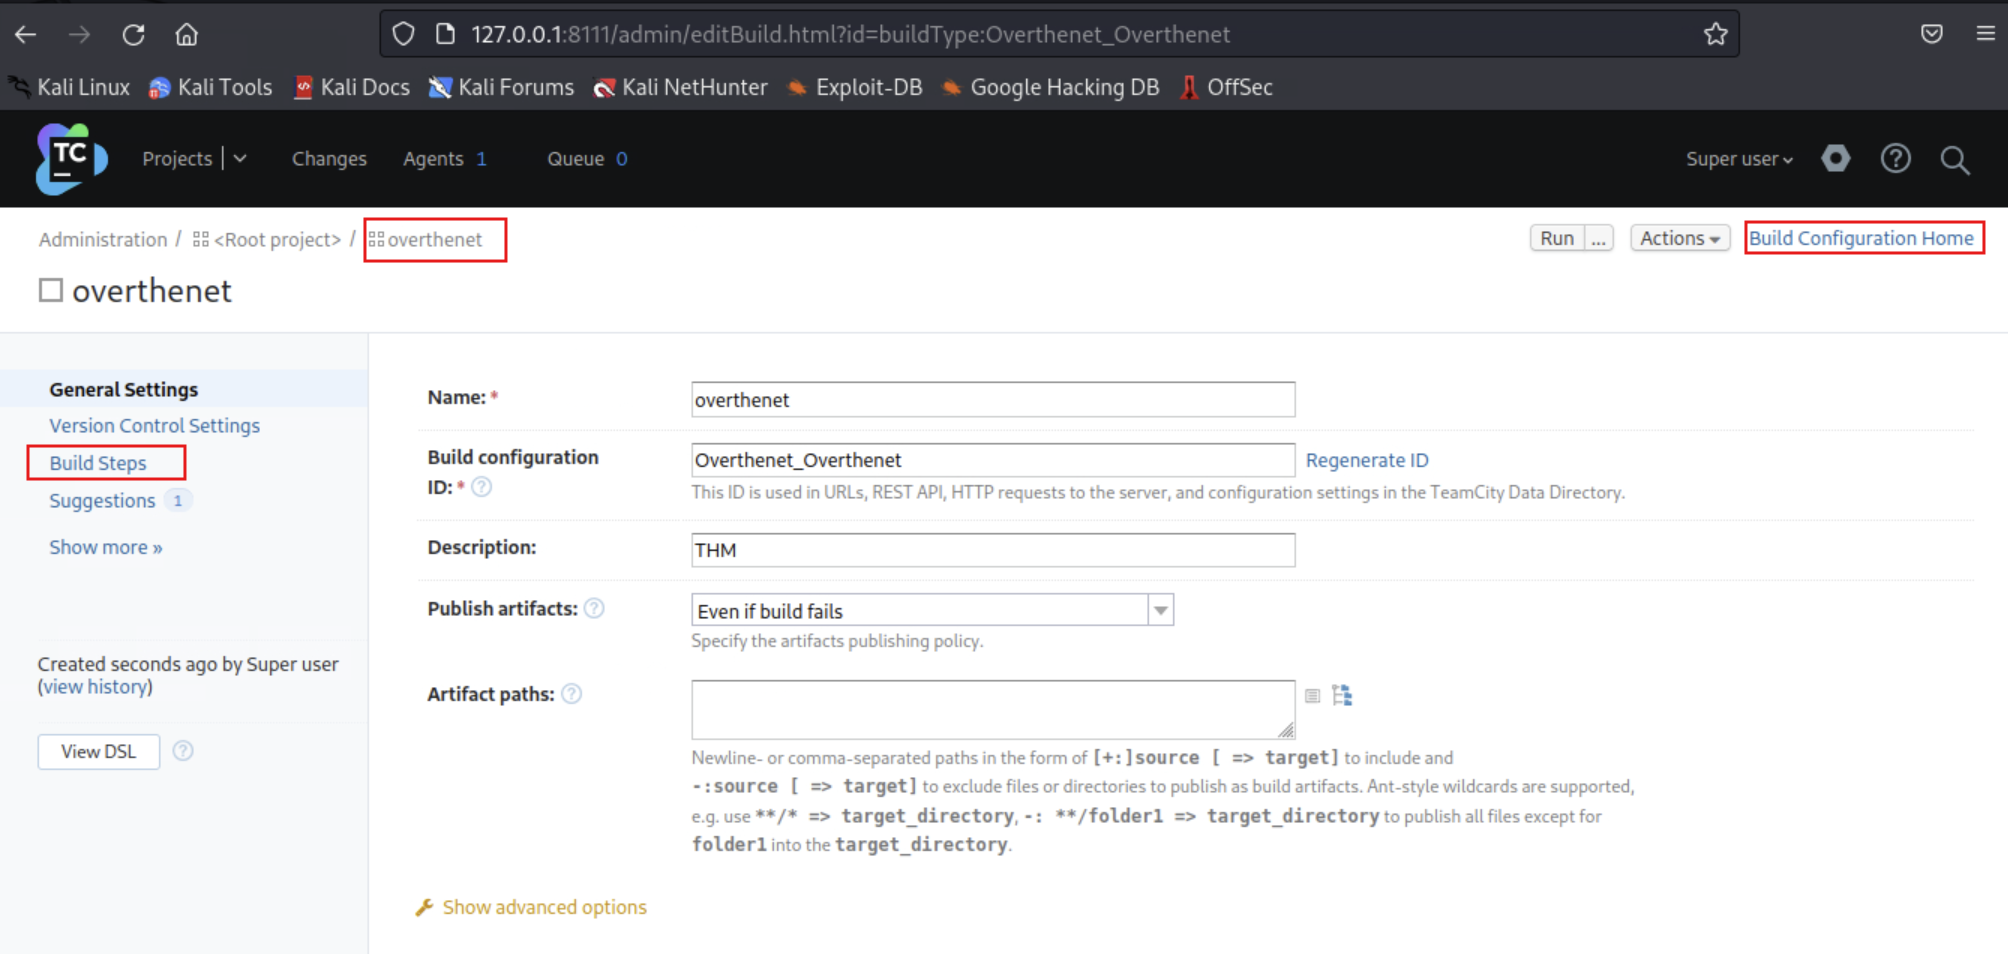 127.0.0.1:8111/admin/editBuild.html?id=buildType:Overthenet_Overthenet
Kali Linux Kali Tools Kali Docs Kali Forums Kali NetHunter Exploit-DB Google Hacking DB OffSec
TC Projects Changes Agents 1 Queue 0 Super user
Administration / <Root project> / overthenet Run ... Actions Build Configuration Home
overthenet
General Settings
Version Control Settings
Build Steps
Suggestions 1
Show more »
Created seconds ago by Super user
(view history)
View DSL ?
Name: * overthenet
Build configuration
ID: * ? Overthenet_Overthenet Regenerate ID
This ID is used in URLs, REST API, HTTP requests to the server, and configuration settings in the TeamCity Data Directory.
Description: THM
Publish artifacts: ? Even if build fails
Specify the artifacts publishing policy.
Artifact paths: ?
Newline- or comma-separated paths in the form of [+:]source [ => target] to include and
-:source [ => target] to exclude files or directories to publish as build artifacts. Ant-style wildcards are supported,
e.g. use **/* => target_directory, -: **/folder1 => target_directory to publish all files except for
folder1 into the target_directory.
Show advanced options